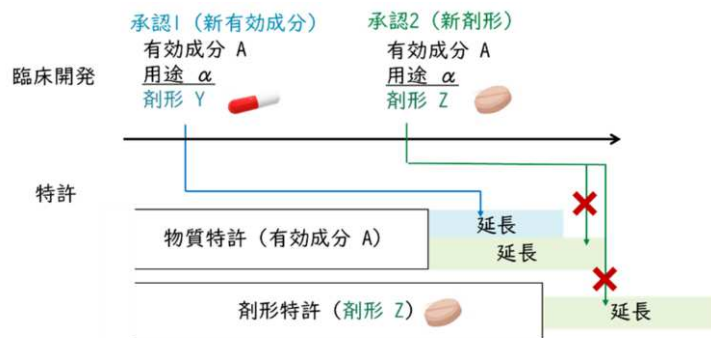 承認1（新有効成分）
有効成分 A
用途 α
剤形 Y
承認2（新剤形）
有効成分 A
用途 α
剤形 Z
臨床開発
特許
物質特許（有効成分 A）
延長
延長
剤形特許（剤形 Z）
延長